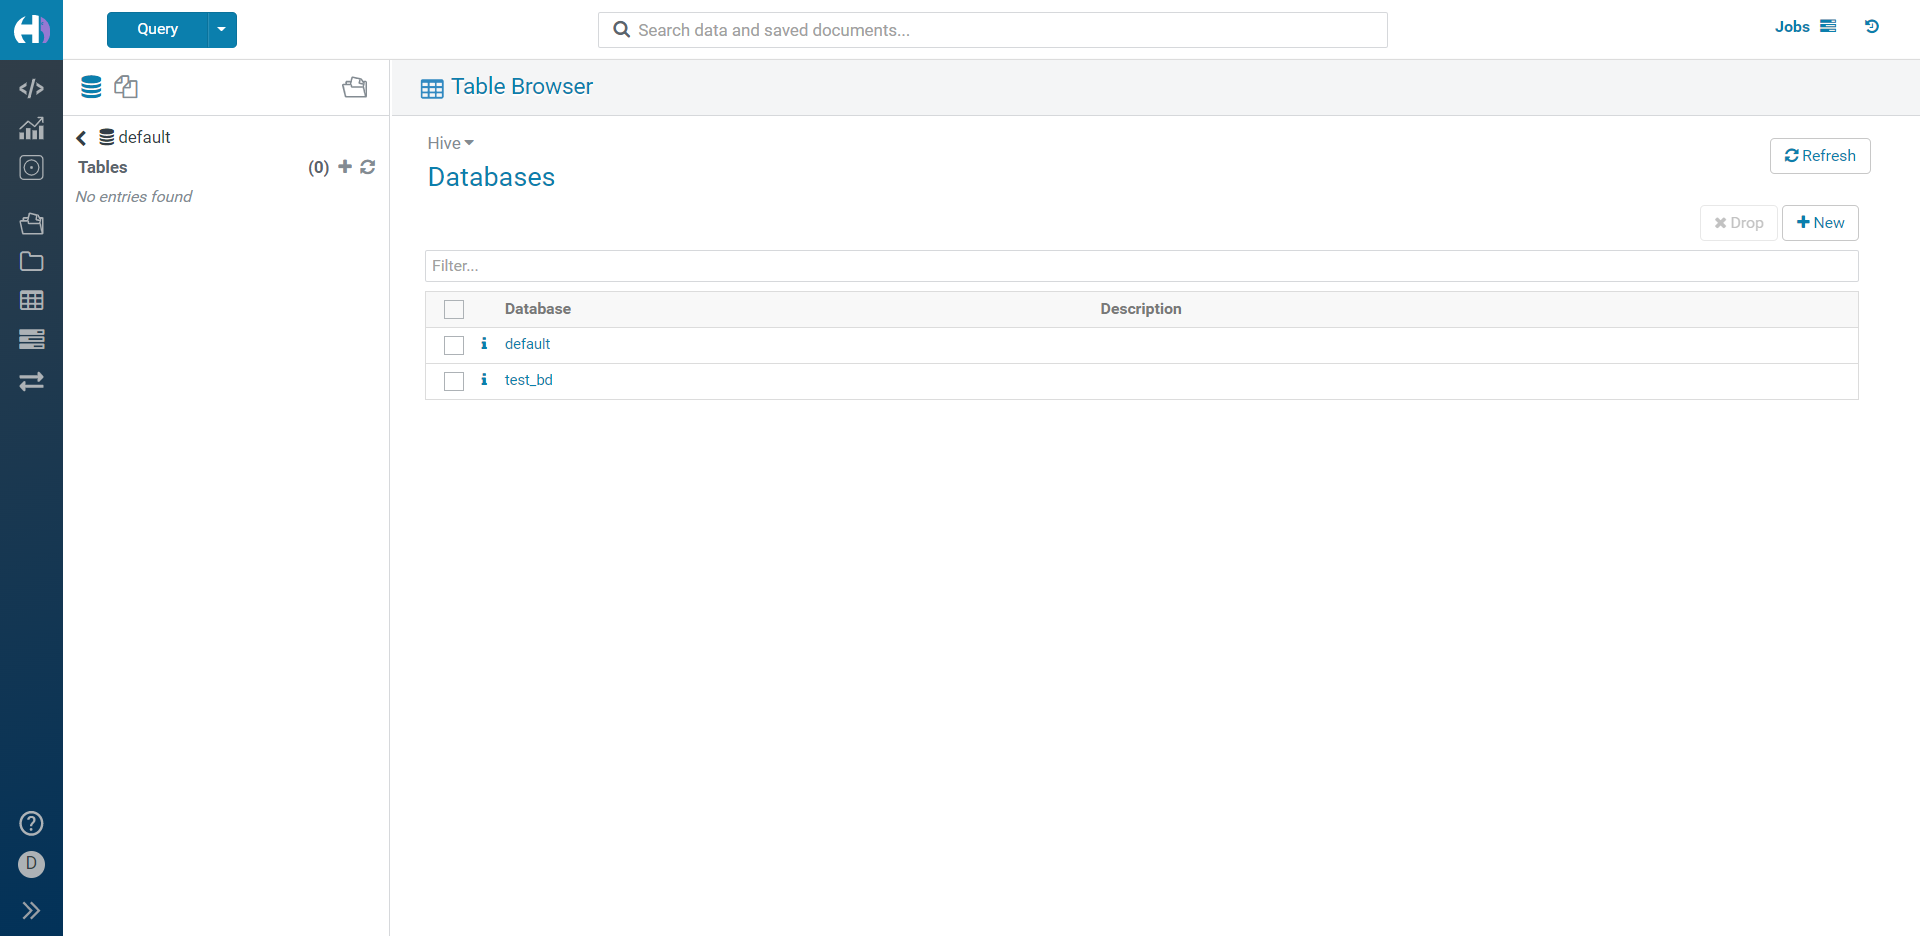 Query
Search data and saved documents...
Jobs
default
Tables (0)
No entries found
Table Browser
Hive
Databases
Refresh
Drop New
Filter...
Database Description
default
test_bd
D